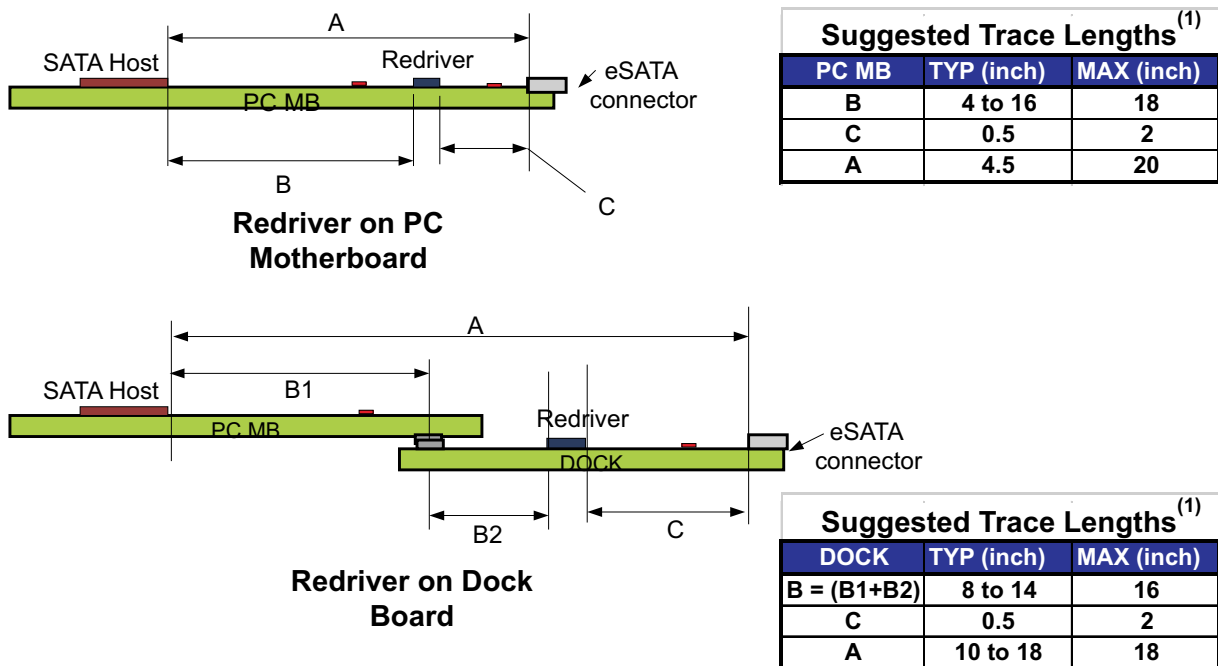 A
SATA Host
Redriver
eSATA
connector
PC MB
B
C
Redriver on PC
Motherboard
Suggested Trace Lengths(1)
PC MB TYP (inch) MAX (inch)
B 4 to 16 18
C 0.5 2
A 4.5 20
A
B1
SATA Host
PC MB
Redriver
eSATA
connector
DOCK
B2
C
Redriver on Dock
Board
Suggested Trace Lengths(1)
DOCK TYP (inch) MAX (inch)
B = (B1+B2) 8 to 14 16
C 0.5 2
A 10 to 18 18